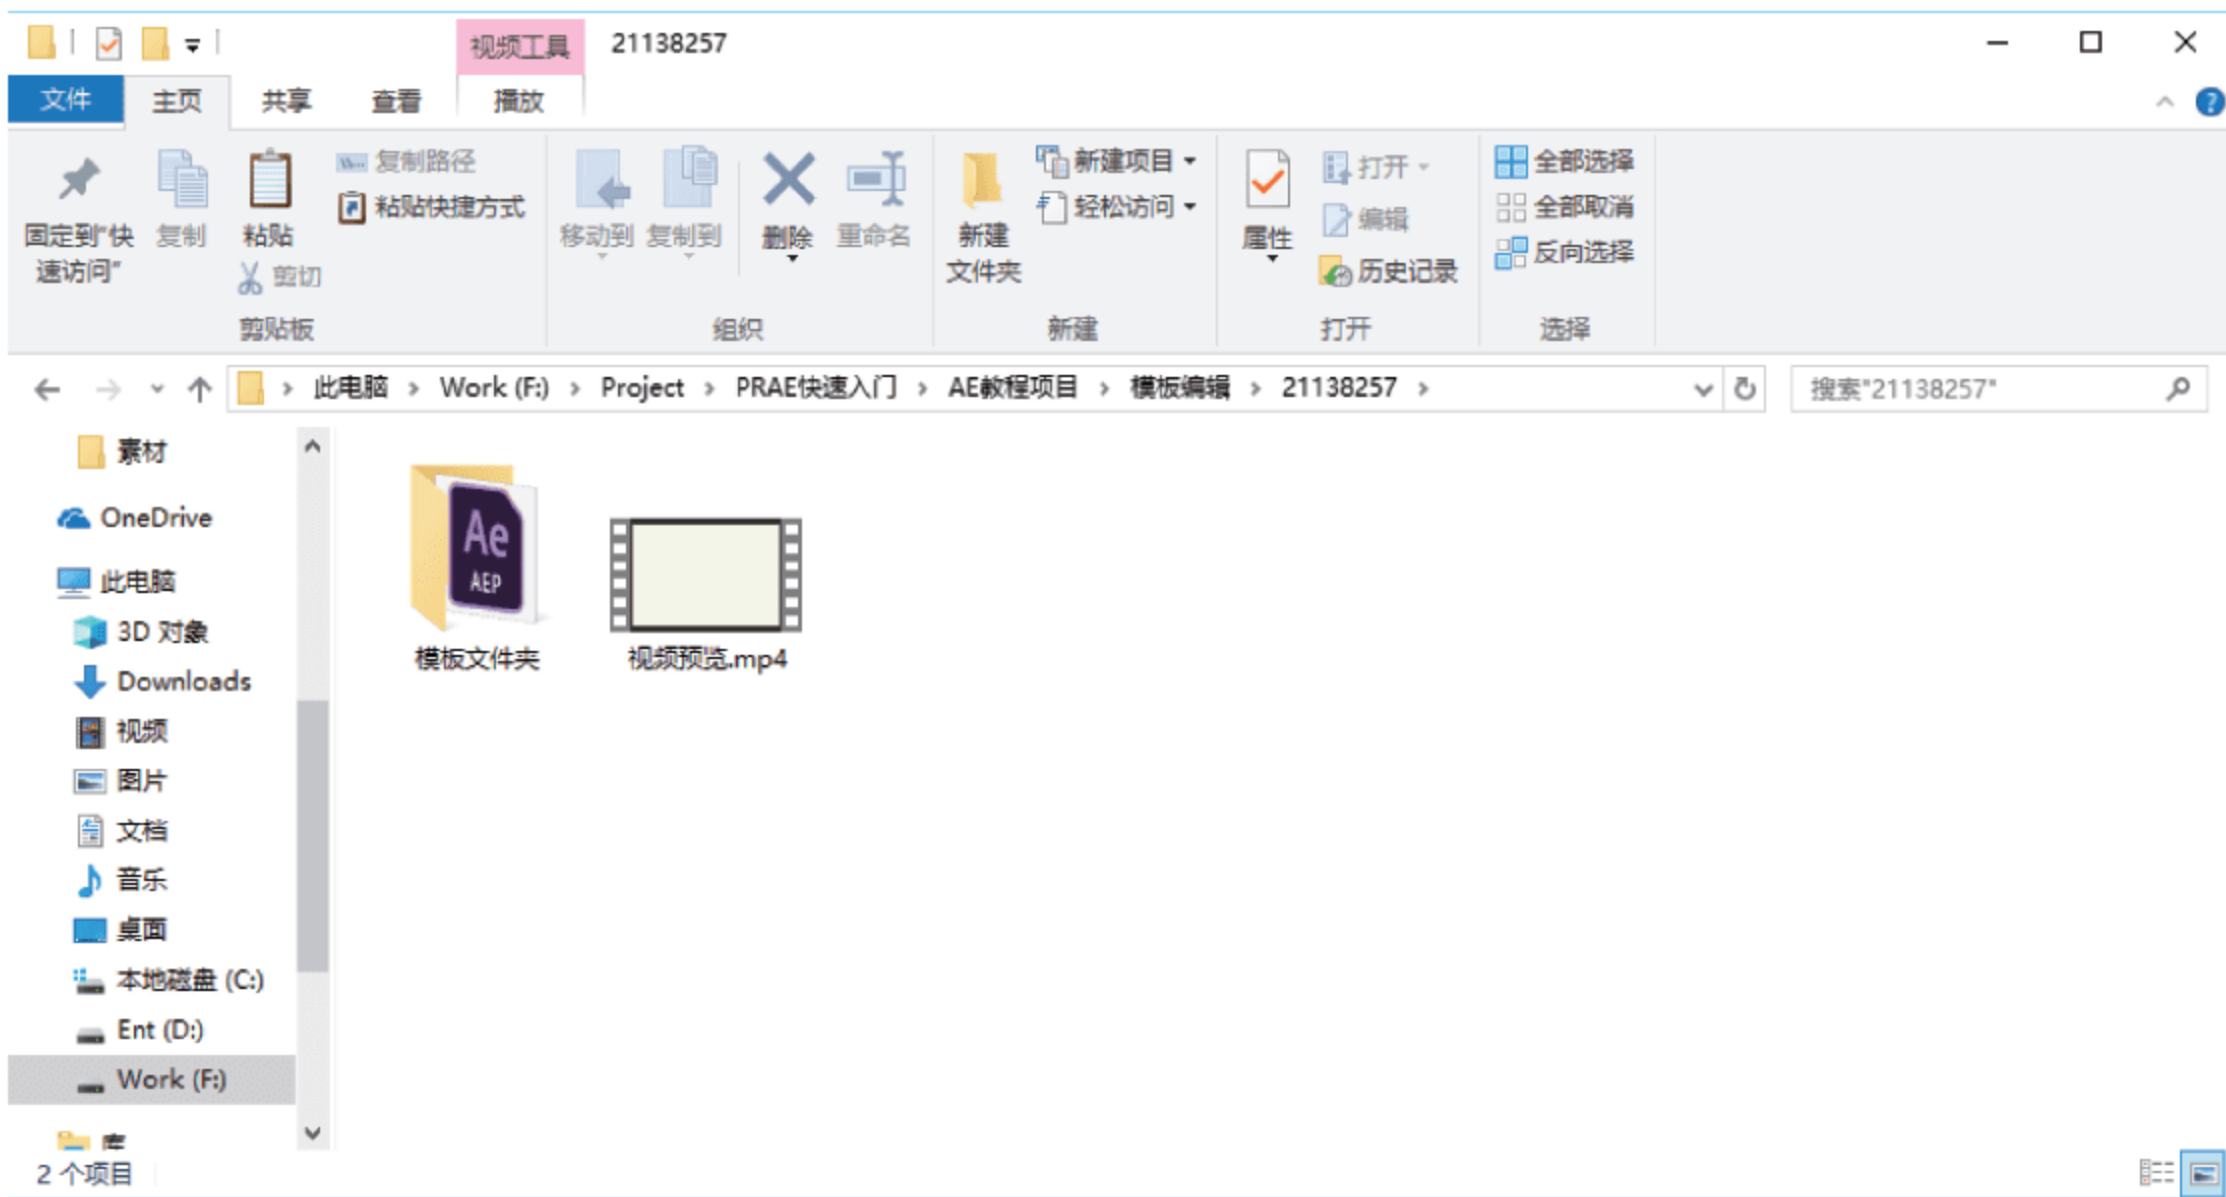 视频工具 21138257
文件 主页 共享 查看 播放
固定到"快速访问" 复制 粘贴 复制路径
粘贴快捷方式
剪切
移动到 复制到 删除 重命名
新建文件夹 新建项目
轻松访问
属性 打开
编辑
历史记录
全部选择
全部取消
反向选择
剪贴板 组织 新建 打开 选择
此电脑 Work (F:) Project PRAE快速入门 AE教程项目 模板编辑 21138257 搜索"21138257"
素材
OneDrive
此电脑
3D 对象
Downloads
视频
图片
文档
音乐
桌面
本地磁盘 (C:)
Ent (D:)
Work (F:)
库
Ae
AEP
模板文件夹 视频预览.mp4
2 个项目